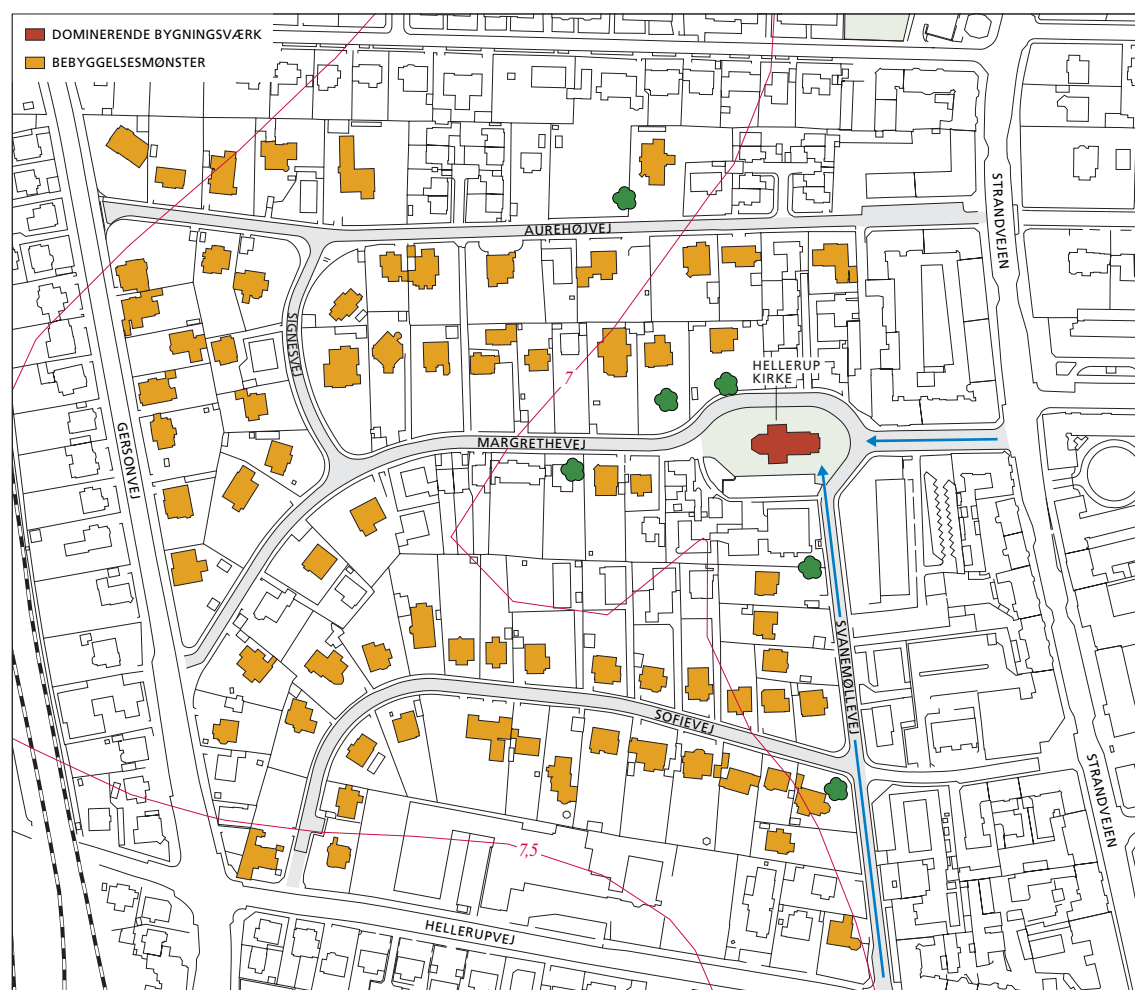 DOMINERENDE BYGNINGSVÆRK
BEBYGGELSESMØNSTER
STRANDVEJEN
AUREHØJVEJ
SIGNESVEJ
HELLERUP
KIRKE
7
GERSONVEJ
MARGRETHEVEJ
SVANEMØLLEVEJ
SOFIEVEJ
STRANDVEJEN
7,5
HELLERUPVEJ